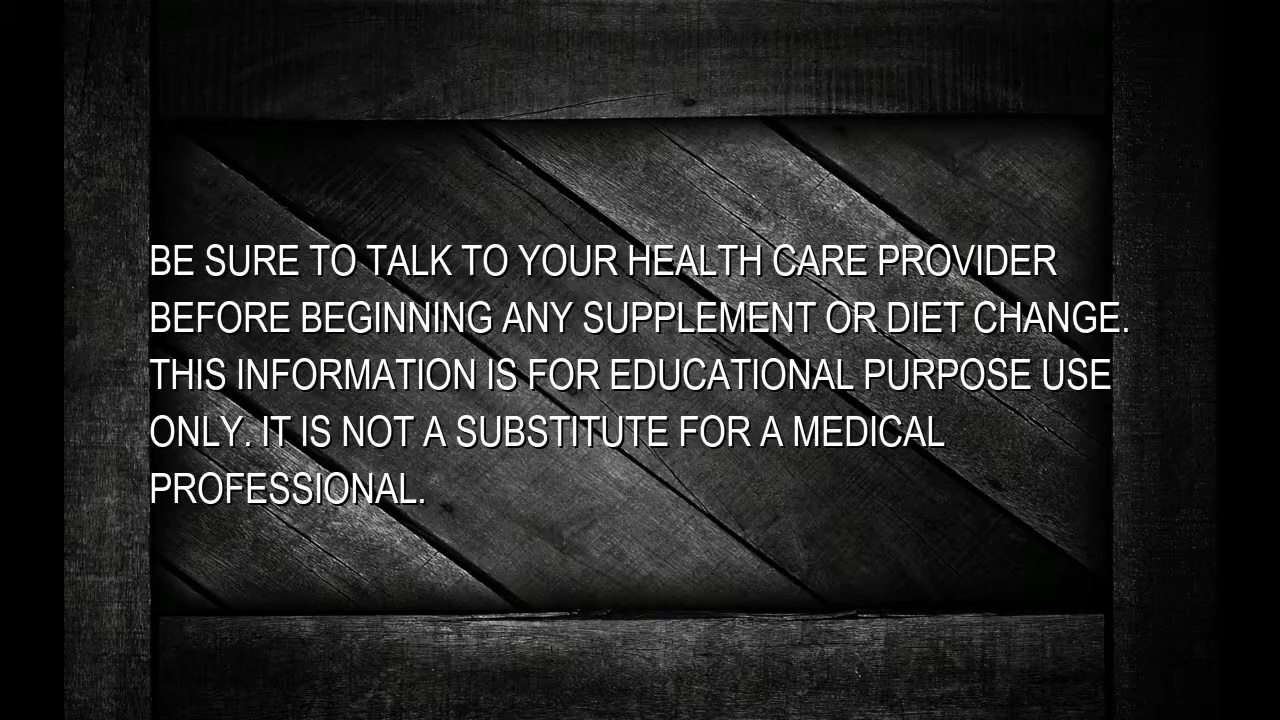 BE SURE TO TALK TO YOUR HEALTH CARE PROVIDER
BEFORE BEGINNING ANY SUPPLEMENT OR DIET CHANGE.
THIS INFORMATION IS FOR EDUCATIONAL PURPOSE USE
ONLY. IT IS NOT A SUBSTITUTE FOR A MEDICAL
PROFESSIONAL.